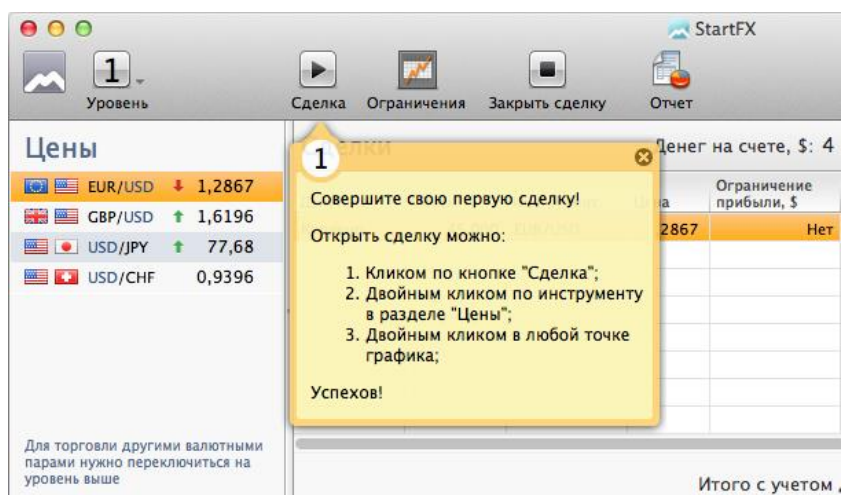 StartFX
1
Уровень
Сделка
Ограничения
Закрыть сделку
Отчет
Цены
EUR/USD 1,2867
GBP/USD 1,6196
USD/JPY 77,68
USD/CHF 0,9396
Для торговли другими валютными
парами нужно переключиться на
уровень выше
Денег на счете, $: 4
Ограничение
прибыли, $
2867
Нет
1
Совершите свою первую сделку!
Открыть сделку можно:
1. Кликом по кнопке "Сделка";
2. Двойным кликом по инструменту
в разделе "Цены";
3. Двойным кликом в любой точке
графика;
Успехов!
Итого с учетом